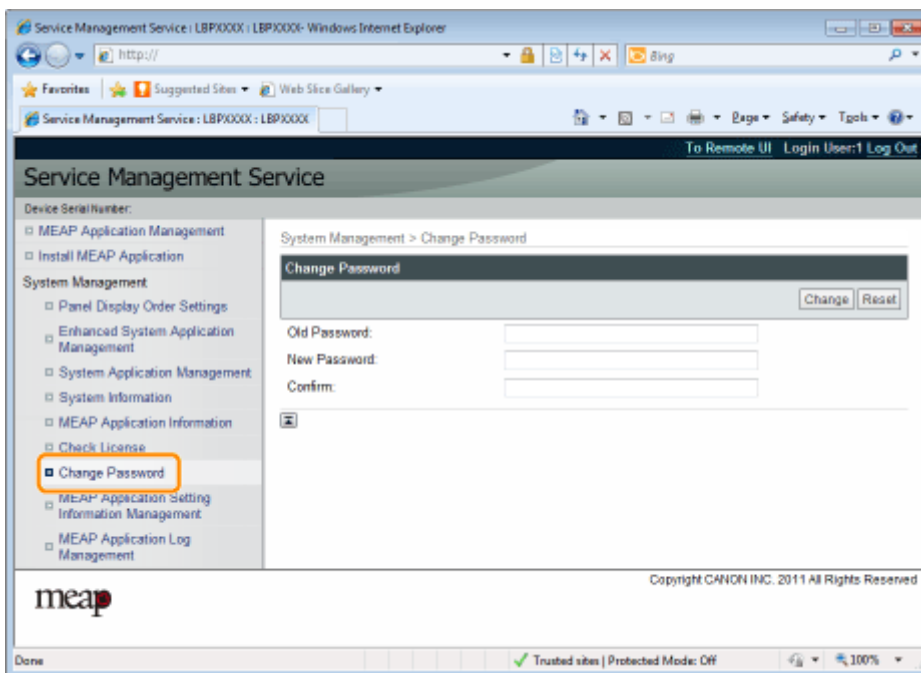 Service Management Service : LBPXXXX : LBPXXXX- Windows Internet Explorer
http://
Bing
Favorites Suggested Sites Web Slice Gallery
Service Management Service : LBPXXXX : LBPXXXX
Page Safety Tools
To Remote UI Login User:1 Log Out
Service Management Service
Device Serial Number:
MEAP Application Management
Install MEAP Application
System Management
Panel Display Order Settings
Enhanced System Application
Management
System Application Management
System Information
MEAP Application Information
Check License
Change Password
MEAP Application Setting
Information Management
MEAP Application Log
Management
System Management > Change Password
Change Password
Change Reset
Old Password:
New Password:
Confirm:
Copyright CANON INC. 2011 All Rights Reserved
meap
Done Trusted sites | Protected Mode: Off 100%